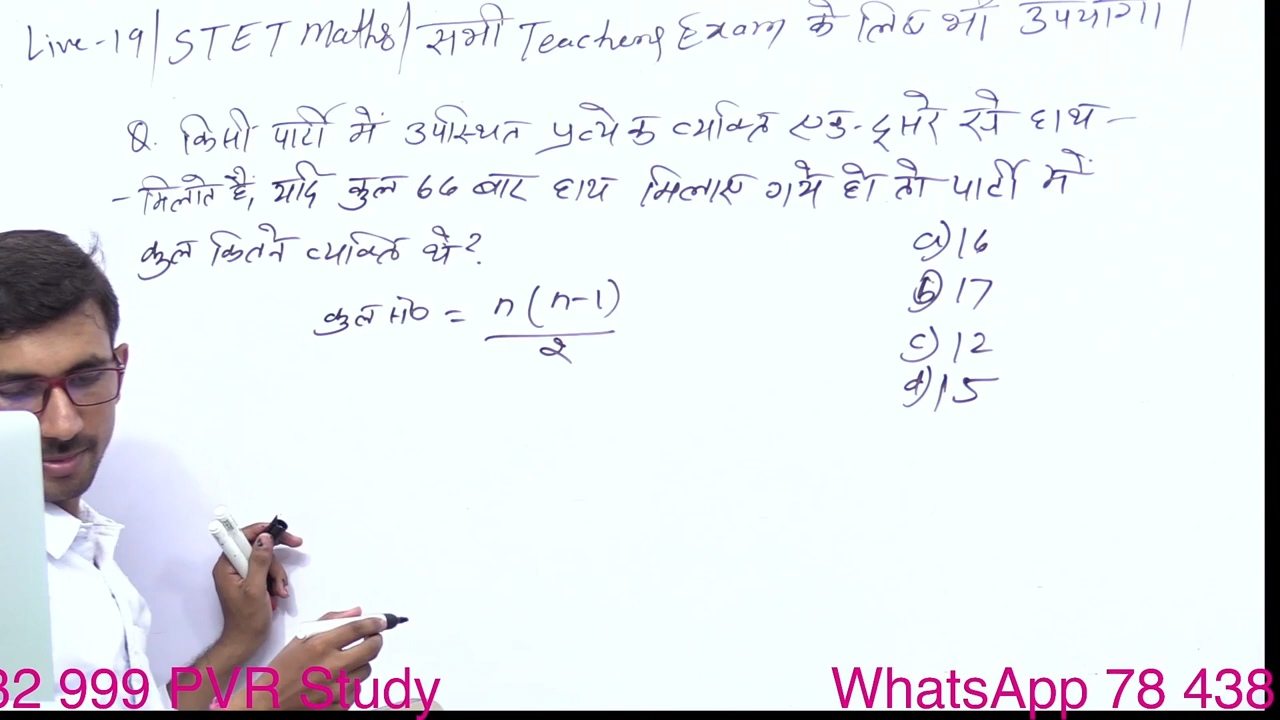 Live-19 | STET Maths | सभी Teaching Exam के लिए भी उपयोगी |
Q. किसी पार्टी में उपस्थित प्रत्येक व्यक्ति एक-दूसरे से हाथ -
- मिलाते है, यदि कुल 66 बार हाथ मिलाए गये हो तो पार्टी में
कुल कितने व्यक्ति थे?
a) 16
b) 17
कुल सं० = n(n-1)/2
c) 12
d) 15
32 999 PVR Study
WhatsApp 78 438